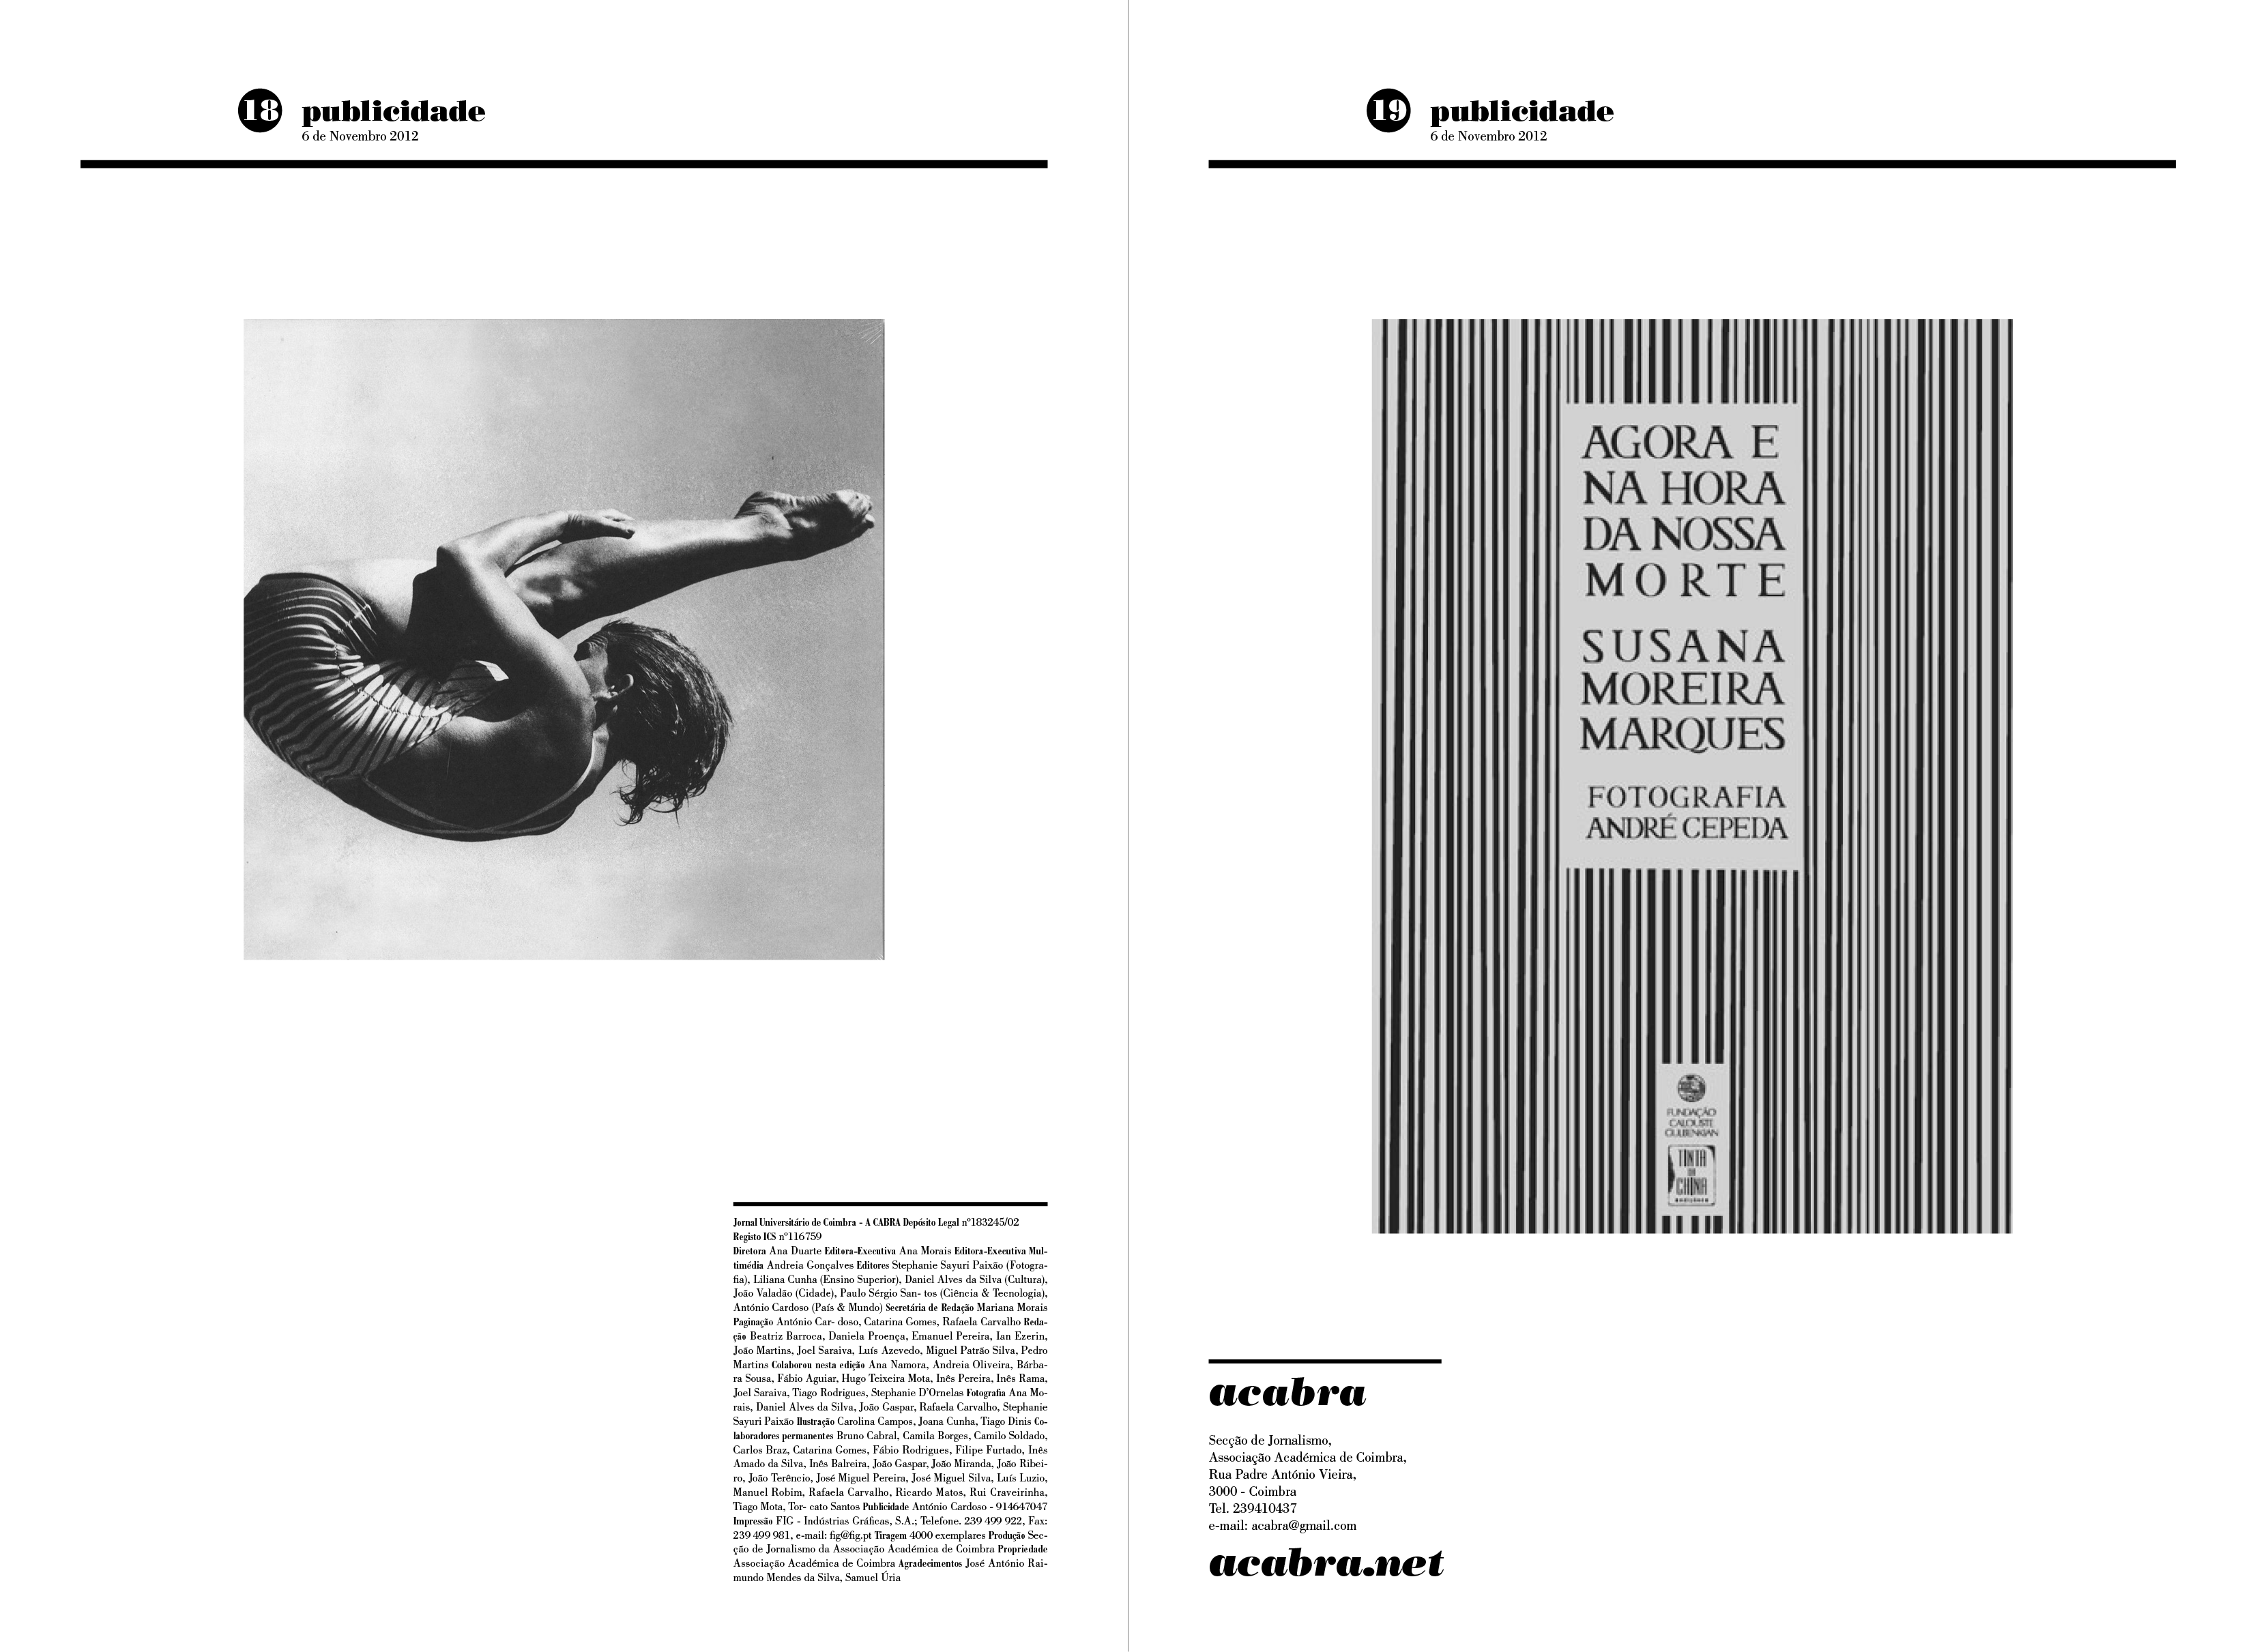 18 publicidade
6 de Novembro 2012
Jornal Universitário de Coimbra - A CABRA Depósito Legal nº183245/02
Registo ICS nº116759
Diretora Ana Duarte Editora-Executiva Ana Morais Editora-Executiva Mul-
timédia Andreia Gonçalves Editores Stephanie Sayuri Paixão (Fotogra-
fia), Liliana Cunha (Ensino Superior), Daniel Alves da Silva (Cultura),
João Valadão (Cidade), Paulo Sérgio San- tos (Ciência & Tecnologia),
António Cardoso (País & Mundo) Secretária de Redação Mariana Morais
Paginação António Car- doso, Catarina Gomes, Rafaela Carvalho Reda-
ção Beatriz Barroca, Daniela Proença, Emanuel Pereira, Ian Ezerin,
João Martins, Joel Saraiva, Luís Azevedo, Miguel Patrão Silva, Pedro
Martins Colaborou nesta edição Ana Namora, Andreia Oliveira, Bárba-
ra Sousa, Fábio Aguiar, Hugo Teixeira Mota, Inês Pereira, Inês Rama,
Joel Saraiva, Tiago Rodrigues, Stephanie D'Ornelas Fotografia Ana Mo-
rais, Daniel Alves da Silva, João Gaspar, Rafaela Carvalho, Stephanie
Sayuri Paixão Ilustração Carolina Campos, Joana Cunha, Tiago Dinis Co-
laboradores permanentes Bruno Cabral, Camila Borges, Camilo Soldado,
Carlos Braz, Catarina Gomes, Fábio Rodrigues, Filipe Furtado, Inês
Amado da Silva, Inês Balreira, João Gaspar, João Miranda, João Ribei-
ro, João Terêncio, José Miguel Pereira, José Miguel Silva, Luís Luzio,
Manuel Robim, Rafaela Carvalho, Ricardo Matos, Rui Craveirinha,
Tiago Mota, Tor- cato Santos Publicidade António Cardoso - 914647047
Impressão FIG - Indústrias Gráficas, S.A.; Telefone. 239 499 922, Fax:
239 499 981, e-mail: fig@fig.pt Tiragem 4000 exemplares Produção Sec-
ção de Jornalismo da Associação Académica de Coimbra Propriedade
Associação Académica de Coimbra Agradecimentos José António Rai-
mundo Mendes da Silva, Samuel Úria
19 publicidade
6 de Novembro 2012
AGORA E
NA HORA
DA NOSSA
MORTE
SUSANA
MOREIRA
MARQUES
FOTOGRAFIA
ANDRÉ CEPEDA
FUNDAÇÃO
CALOUSTE
GULBENKIAN
TINTA
DA
CHINA
acabra
Secção de Jornalismo,
Associação Académica de Coimbra,
Rua Padre António Vieira,
3000 - Coimbra
Tel. 239410437
e-mail: acabra@gmail.com
acabra.net